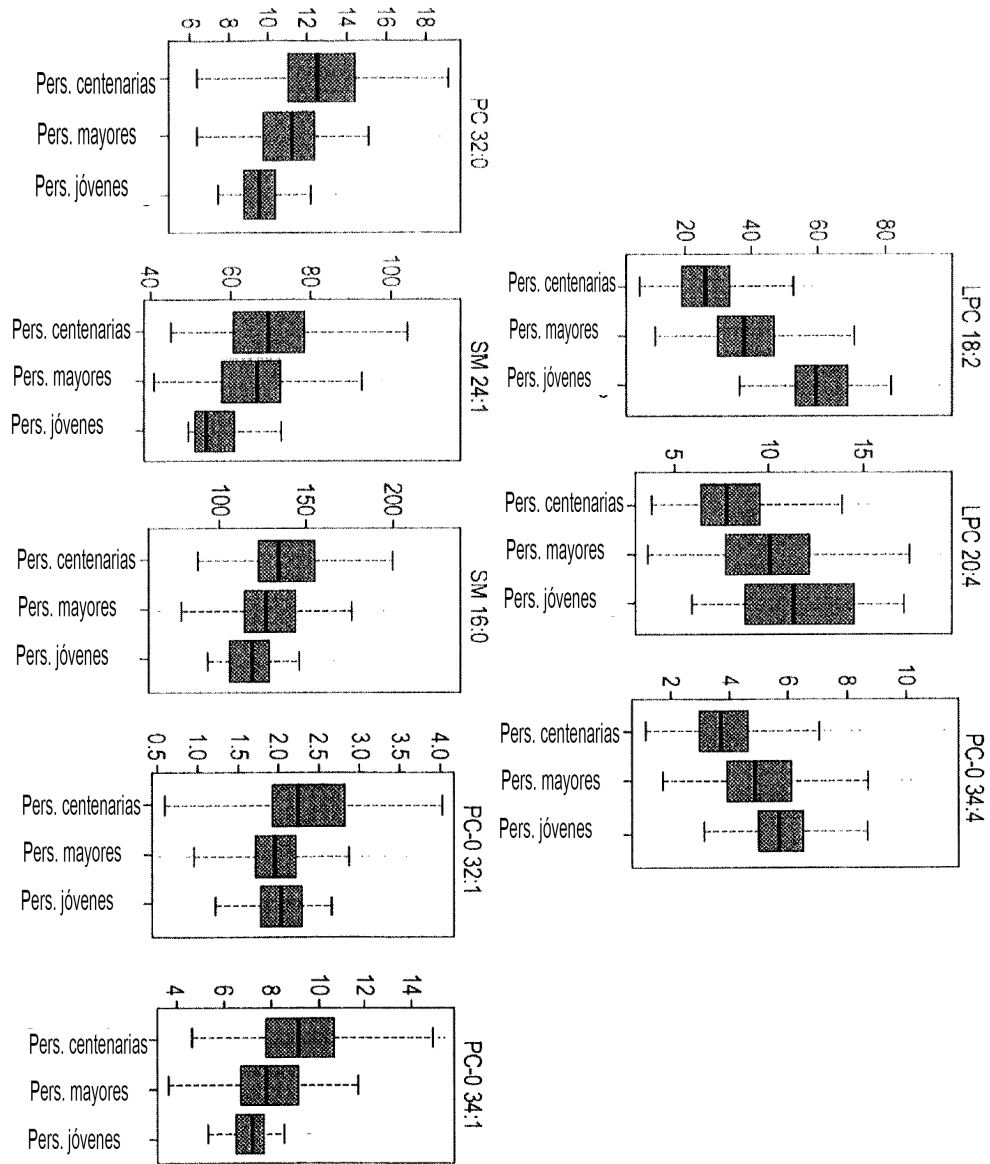 PC 32:0
6 8 10 12 14 18
Pers. centenarias
Pers. mayores
Pers. jóvenes
SM 24:1
40 60 80 100
Pers. centenarias
Pers. mayores
Pers. jóvenes
SM 16:0
100 150 200
Pers. centenarias
Pers. mayores
Pers. jóvenes
PC-0 32:1
0.5 1.0 1.5 2.0 2.5 3.0 3.5 4.0
Pers. centenarias
Pers. mayores
Pers. jóvenes
PC-0 34:1
4 6 8 10 12 14
Pers. centenarias
Pers. mayores
Pers. jóvenes
LPC 18:2
20 40 60 80
Pers. centenarias
Pers. mayores
Pers. jóvenes
LPC 20:4
5 10 15
Pers. centenarias
Pers. mayores
Pers. jóvenes
PC-0 34:4
2 4 6 8 10
Pers. centenarias
Pers. mayores
Pers. jóvenes